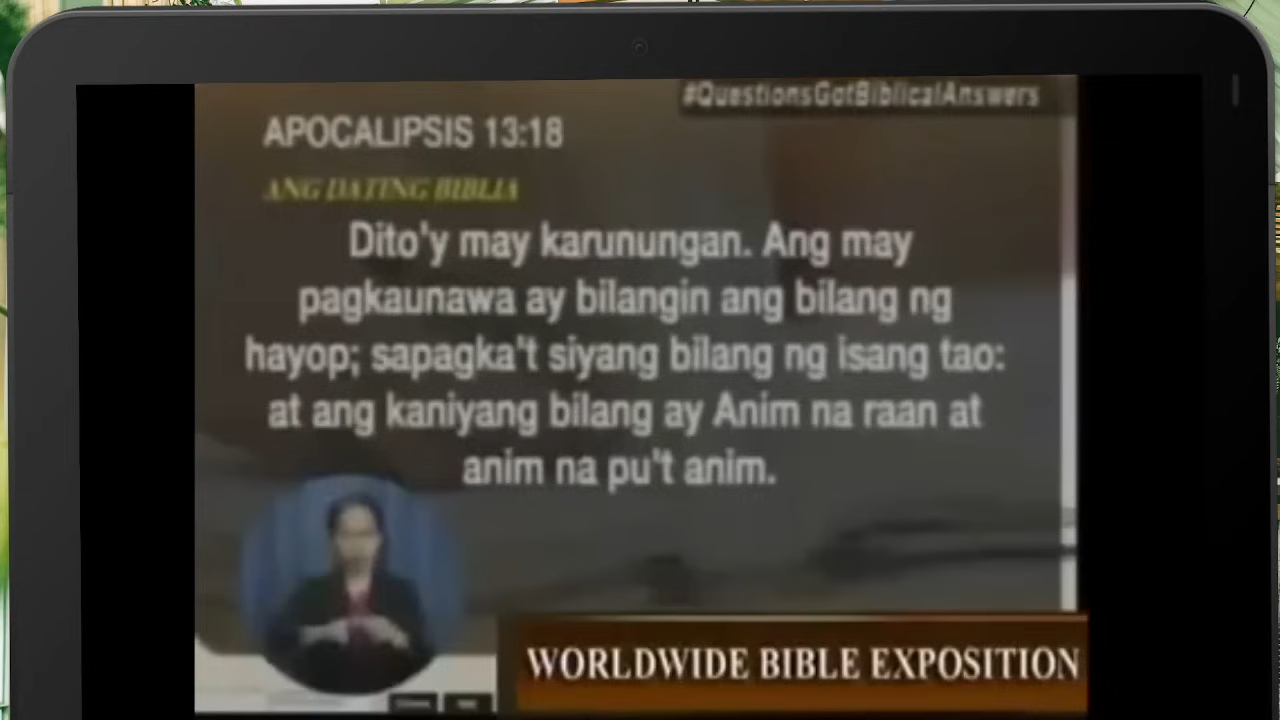 #QuestionsGotBiblicalAnswers
APOCALIPSIS 13:18
ANG DATING BIBLIA
Dito'y may karunungan. Ang may
pagkaunawa ay bilangin ang bilang ng
hayop; sapagka't siyang bilang ng isang tao:
at ang kaniyang bilang ay Anim na raan at
anim na pu't anim.
WORLDWIDE BIBLE EXPOSITION